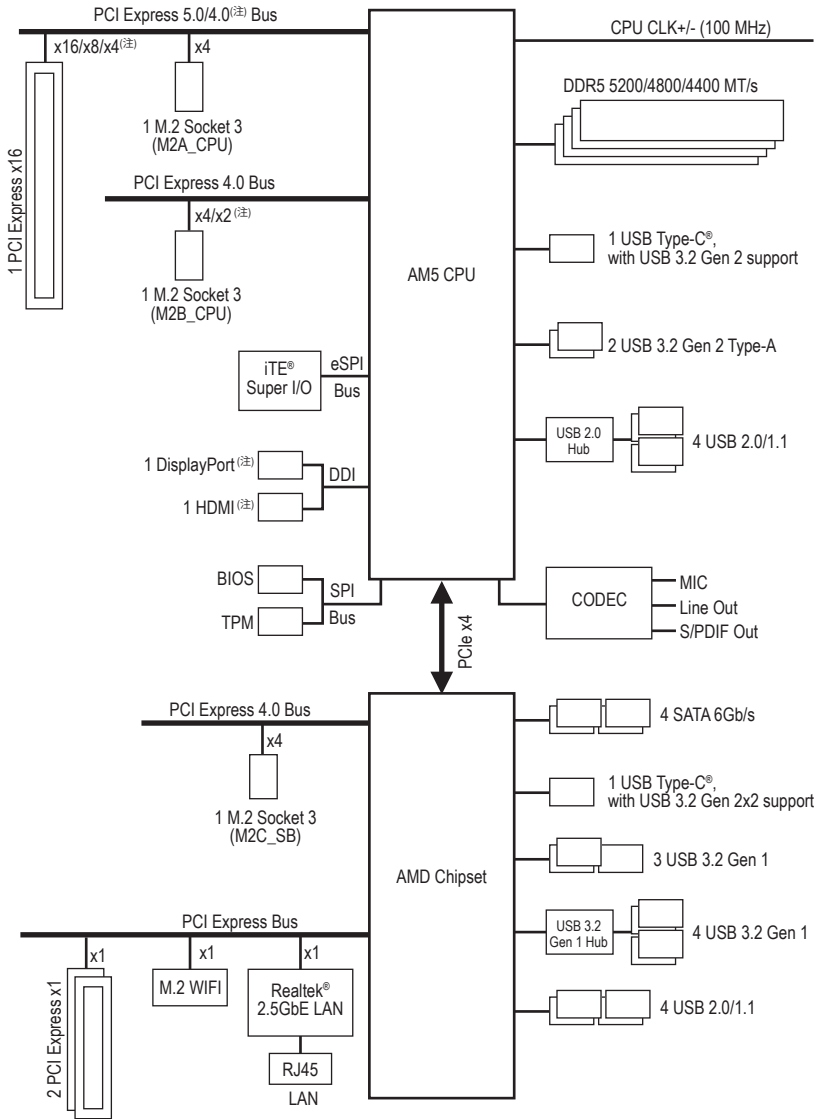 PCI Express 5.0/4.0(注) Bus
CPU CLK+/- (100 MHz)
x16/x8/x4(注)
x4
1 PCI Express x16
1 M.2 Socket 3
(M2A_CPU)
DDR5 5200/4800/4400 MT/s
PCI Express 4.0 Bus
x4/x2(注)
1 M.2 Socket 3
(M2B_CPU)
AM5 CPU
1 USB Type-C®,
with USB 3.2 Gen 2 support
2 USB 3.2 Gen 2 Type-A
iTE®
Super I/O
eSPI
Bus
USB 2.0
Hub
4 USB 2.0/1.1
1 DisplayPort(注)
1 HDMI(注)
DDI
BIOS
TPM
SPI
Bus
PCIe x4
CODEC
MIC
Line Out
S/PDIF Out
PCI Express 4.0 Bus
x4
1 M.2 Socket 3
(M2C_SB)
AMD Chipset
4 SATA 6Gb/s
1 USB Type-C®,
with USB 3.2 Gen 2x2 support
3 USB 3.2 Gen 1
USB 3.2
Gen 1 Hub
4 USB 3.2 Gen 1
4 USB 2.0/1.1
PCI Express Bus
x1
x1
x1
2 PCI Express x1
M.2 WIFI
Realtek®
2.5GbE LAN
RJ45
LAN